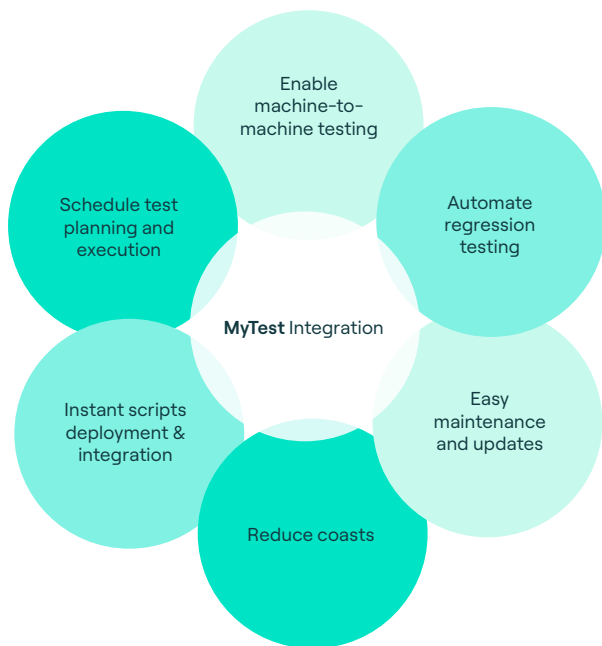 Enable
machine-to-
machine testing
Schedule test
planning and
execution
Automate
regression
testing
MyTest Integration
Instant scripts
deployment &
integration
Easy
maintenance
and updates
Reduce coasts